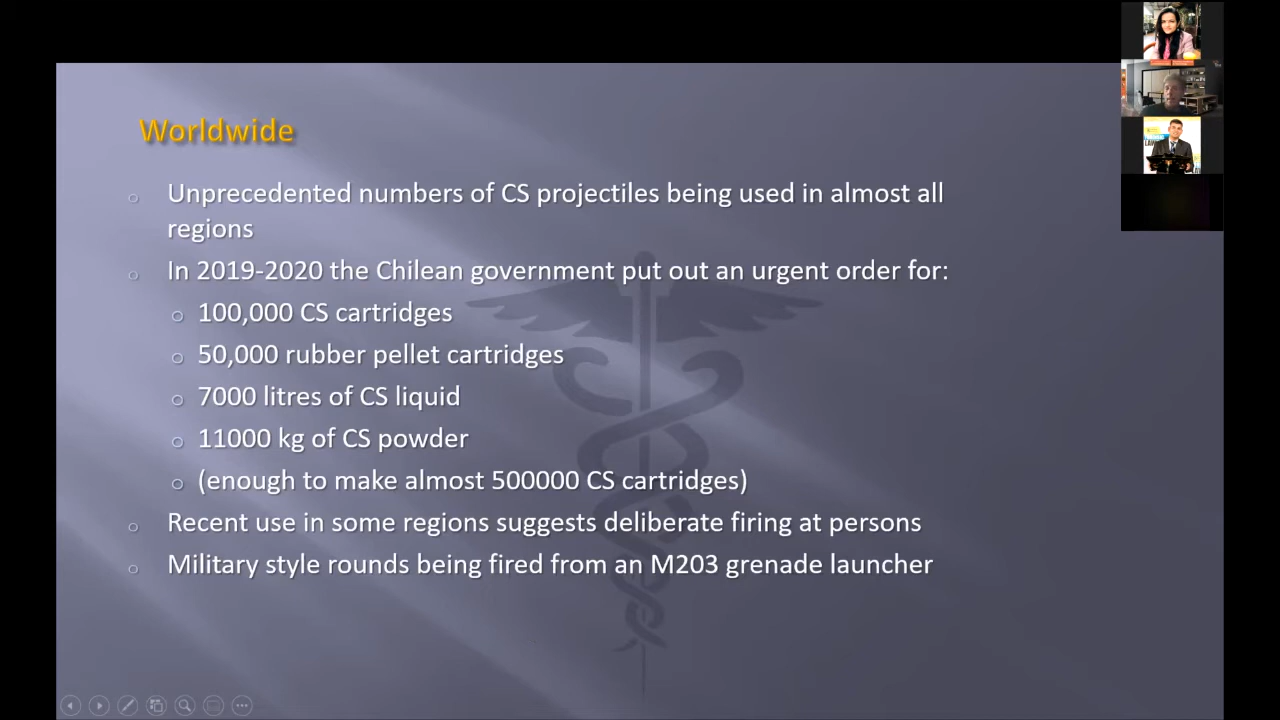 Worldwide
Unprecedented numbers of CS projectiles being used in almost all
regions
In 2019-2020 the Chilean government put out an urgent order for:
100,000 CS cartridges
50,000 rubber pellet cartridges
7000 litres of CS liquid
11000 kg of CS powder
(enough to make almost 500000 CS cartridges)
Recent use in some regions suggests deliberate firing at persons
Military style rounds being fired from an M203 grenade launcher